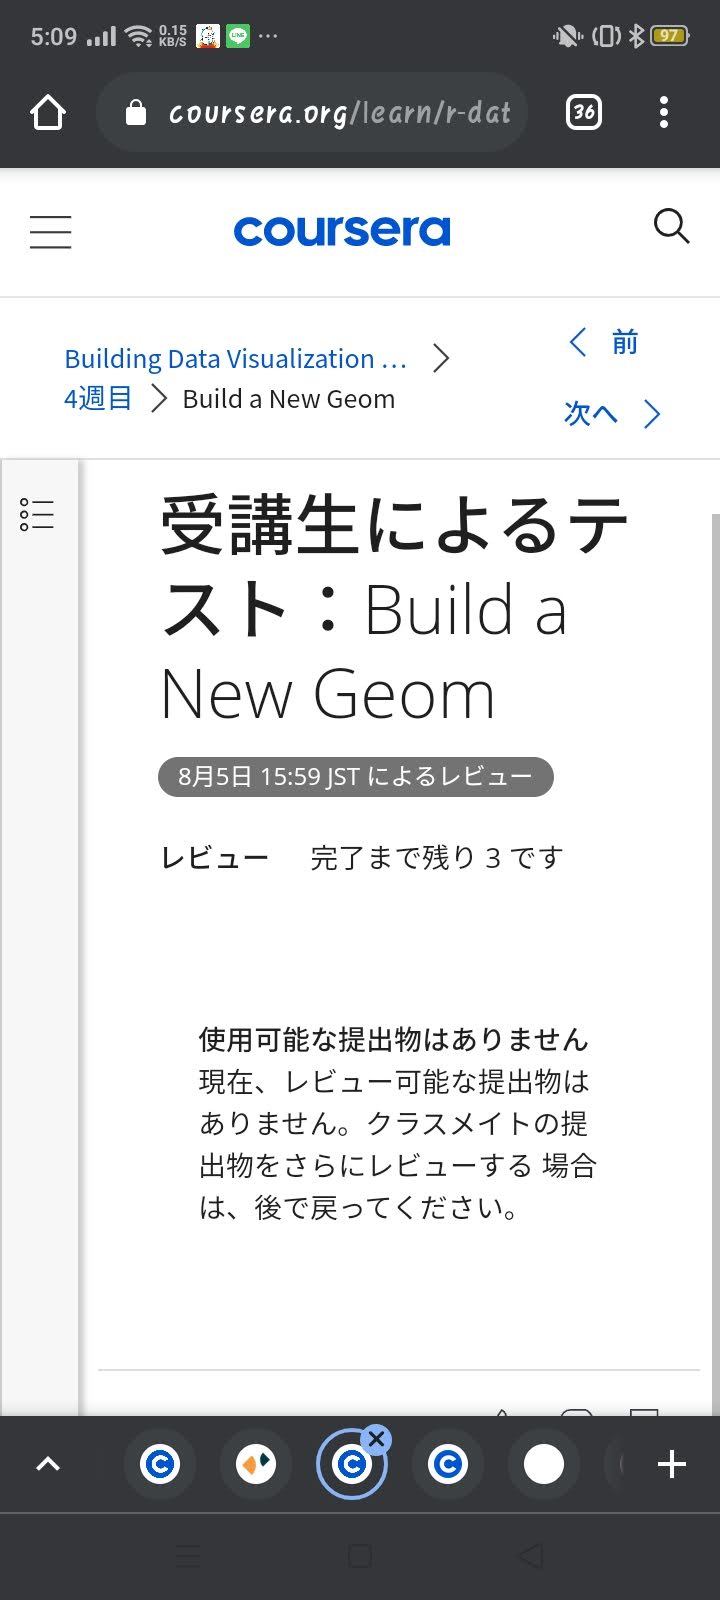 5:09
0.15
KB/S
LINE
97
coursera.org/learn/r-dat
36
coursera
Building Data Visualization ...
4週目 > Build a New Geom
前
次へ
受講生によるテ
スト：Build a
New Geom
8月5日 15:59 JST によるレビュー
レビュー 完了まで残り 3 です
使用可能な提出物はありません
現在、レビュー可能な提出物は
ありません。クラスメイトの提
出物をさらにレビューする 場合
は、後で戻ってください。